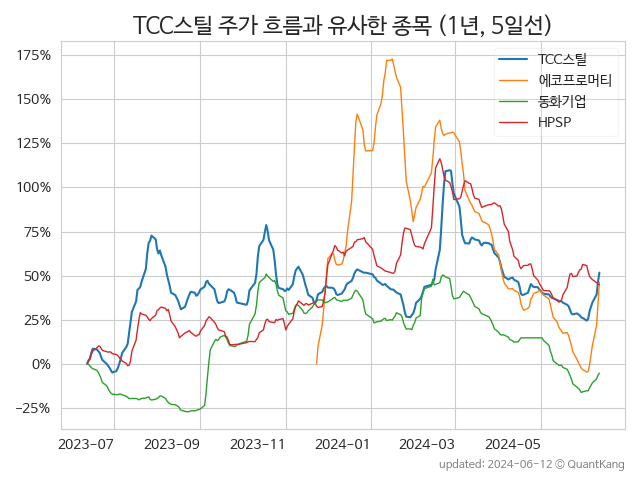 TCC스틸 주가 흐름과 유사한 종목 (1년, 5일선)
175%
150%
125%
100%
75%
50%
25%
0%
−25%
TCC스틸
에코프로머티
동화기업
HPSP
2023-07
2023-09
2023-11
2024-01
2024-03
2024-05
updated: 2024-06-12 © QuantKang